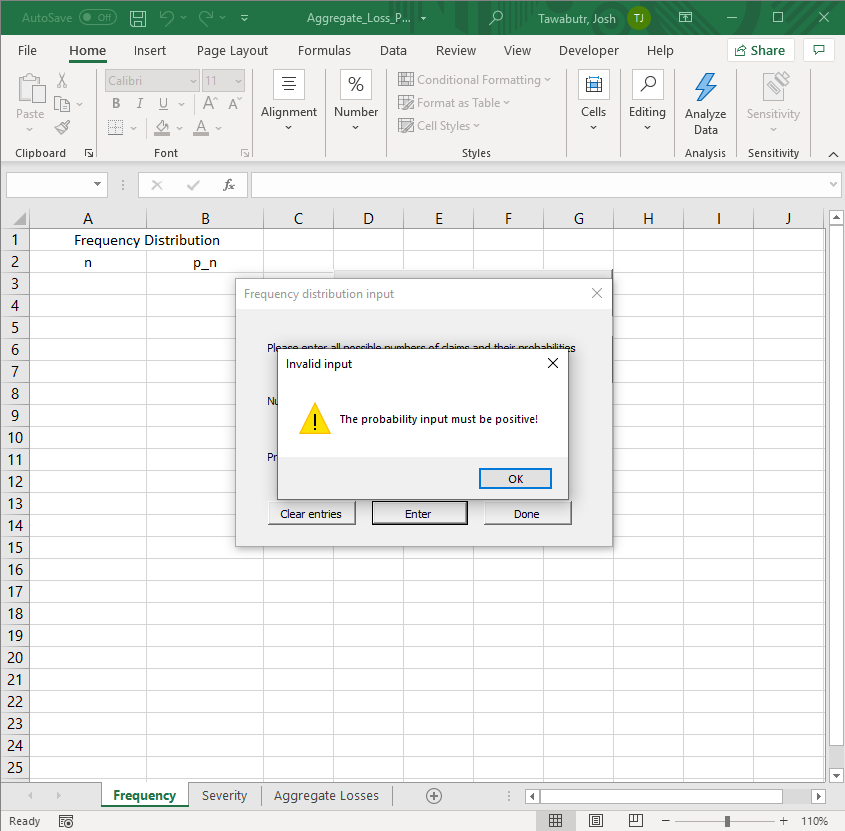 AutoSave Off Aggregate_Loss_P... Tawabutr, Josh TJ
File Home Insert Page Layout Formulas Data Review View Developer Help Share
Paste
Calibri 11
B I U A A
A
Alignment
%
Number
Conditional Formatting
Format as Table
Cell Styles
Cells
Editing
Analyze
Data
Sensitivity
Clipboard Font Styles Analysis Sensitivity
fx
A B C D E F G H I J
1 Frequency Distribution
2 n p_n
3
4
5
6
7
8
9
10
11
12
13
14
15
16
17
18
19
20
21
22
23
24
25
Frequency distribution input
Please enter all possible numbers of claims and their probabilities
Nu
Pr
Invalid input
The probability input must be positive!
OK
Clear entries Enter Done
Frequency Severity Aggregate Losses
Ready 110%